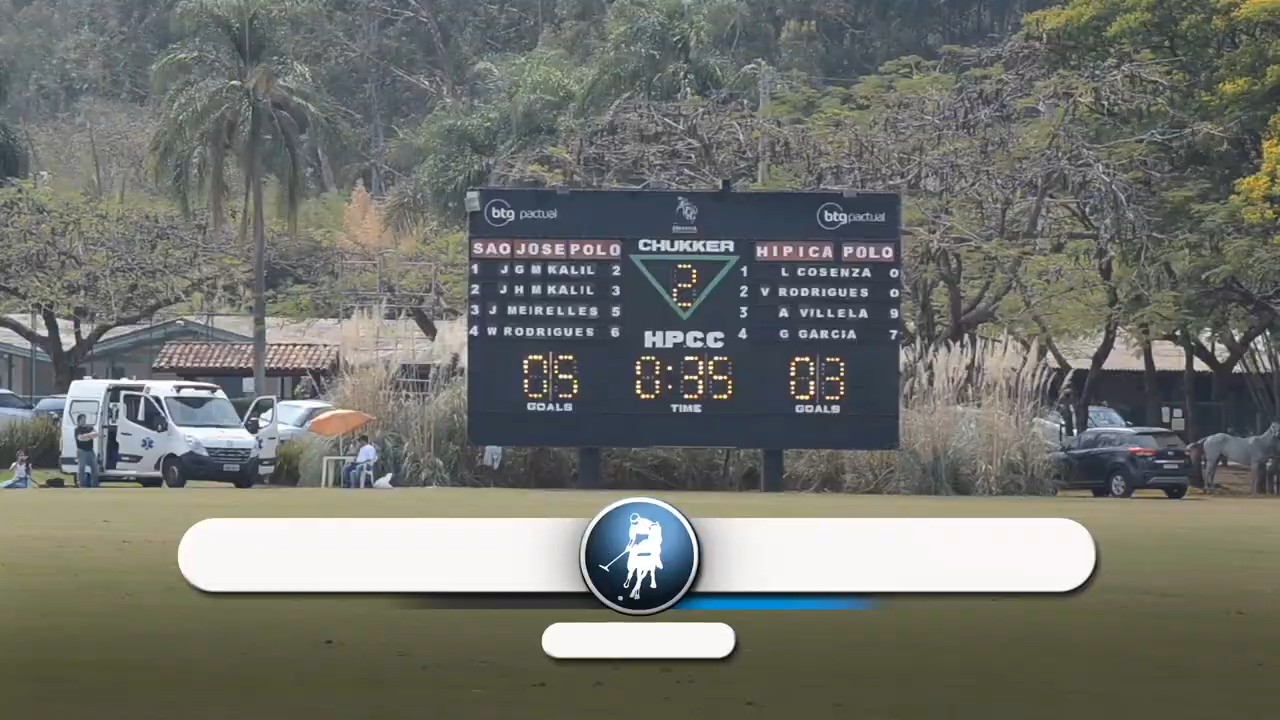 btg pactual
btg pactual
SAO JOSE POLO
CHUKKER
HIPICA POLO
1 J G M KALIL 2
2 J H M KALIL 3
3 J MEIRELLES 5
4 W RODRIGUES 6
2
1 L COSENZA 0
2 V RODRIGUES 0
3 A VILLELA 9
4 G GARCIA 7
HPCC
05
0:35
03
GOALS
TIME
GOALS